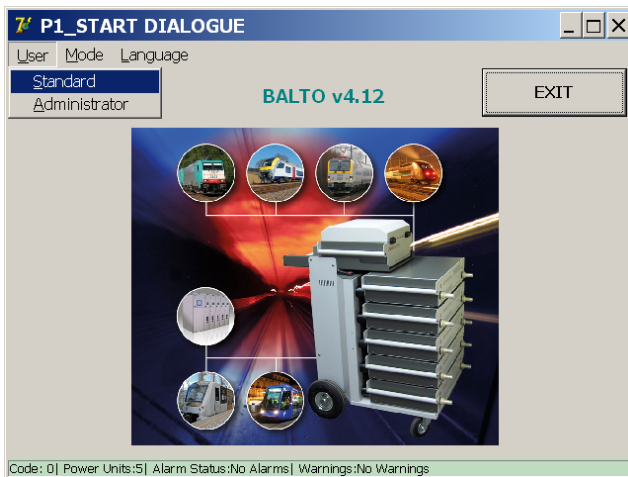 P1_START DIALOGUE
User Mode Language
Standard
Administrator
BALTO v4.12
EXIT
Code: 0| Power Units:5| Alarm Status:No Alarms| Warnings:No Warnings